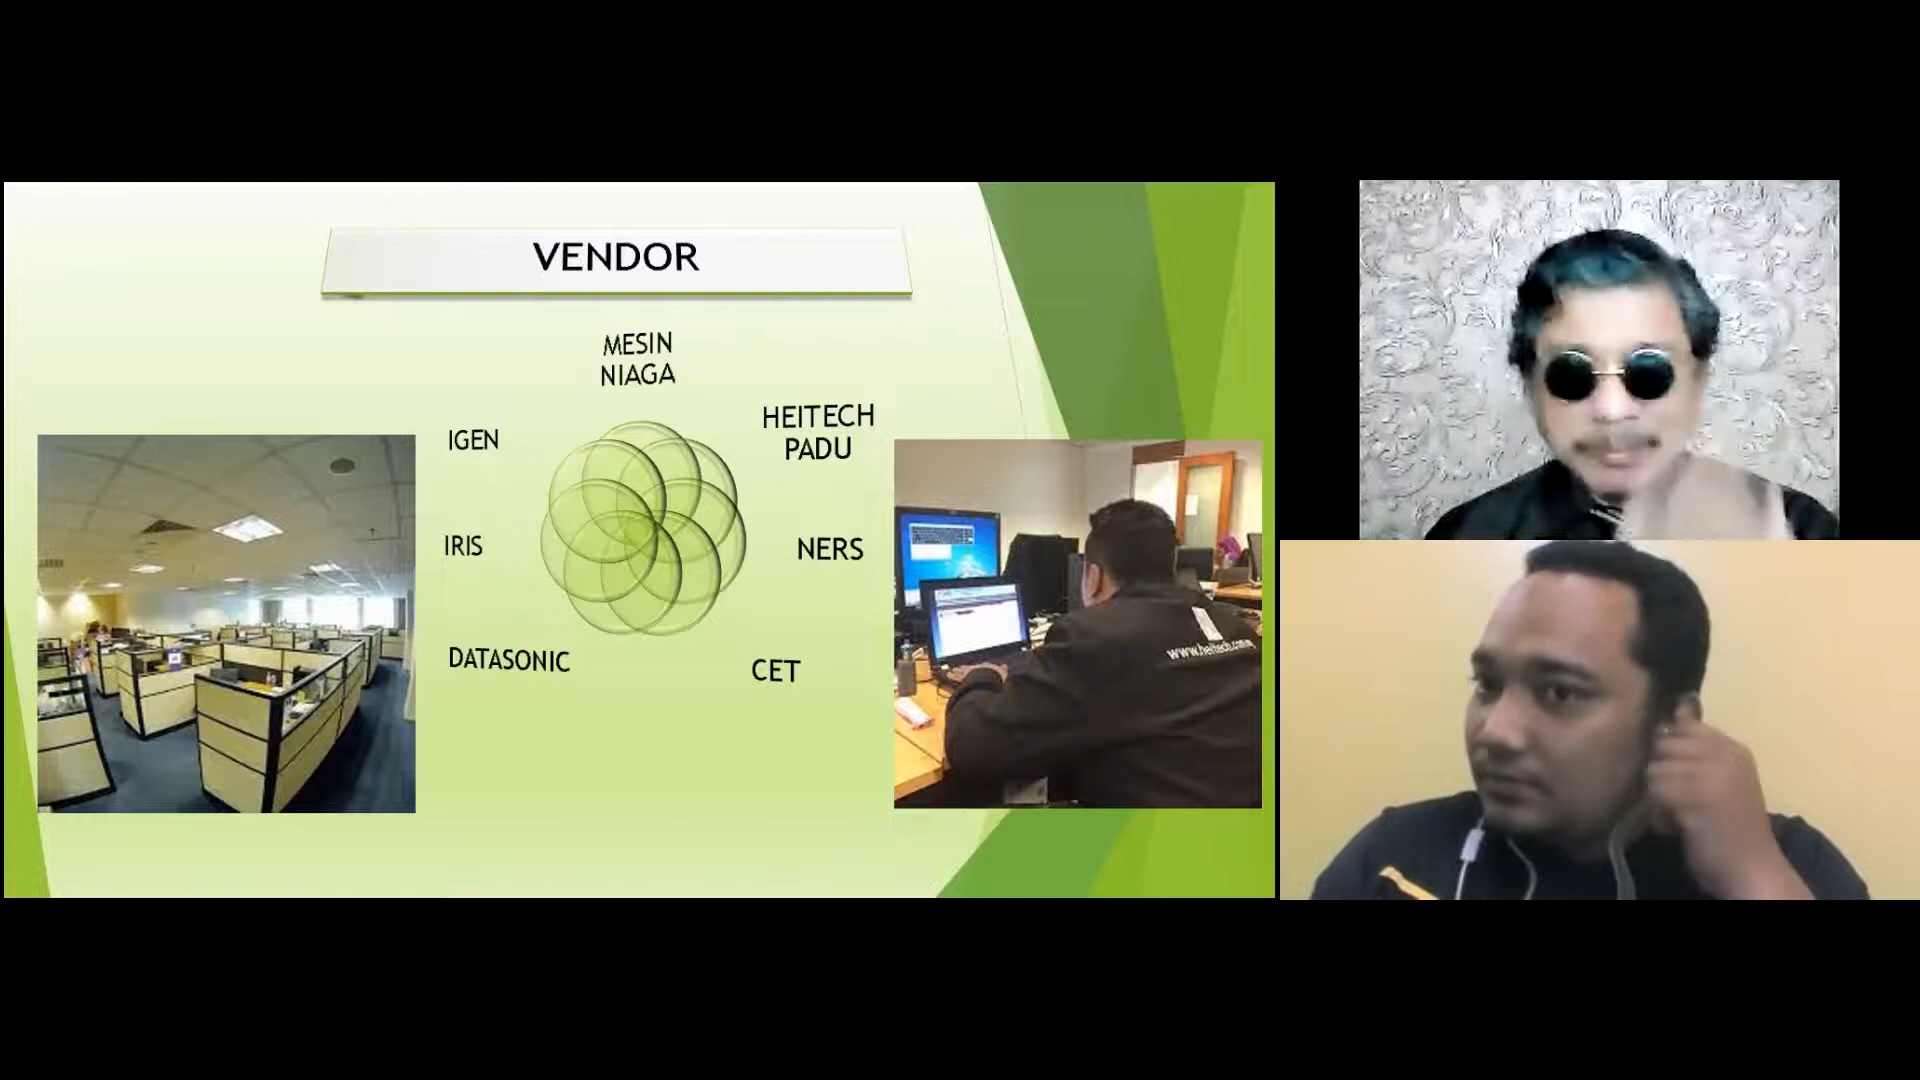 VENDOR
MESIN
NIAGA
HEITECH
PADU
NERS
CET
DATASONIC
IRIS
IGEN
www.heitech.com.my